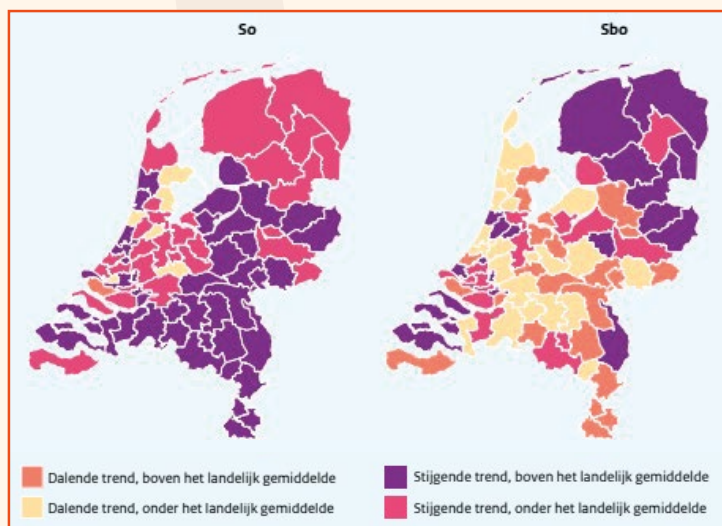 So
Sbo
Dalende trend, boven het landelijk gemiddelde
Dalende trend, onder het landelijk gemiddelde
Stijgende trend, boven het landelijk gemiddelde
Stijgende trend, onder het landelijk gemiddelde